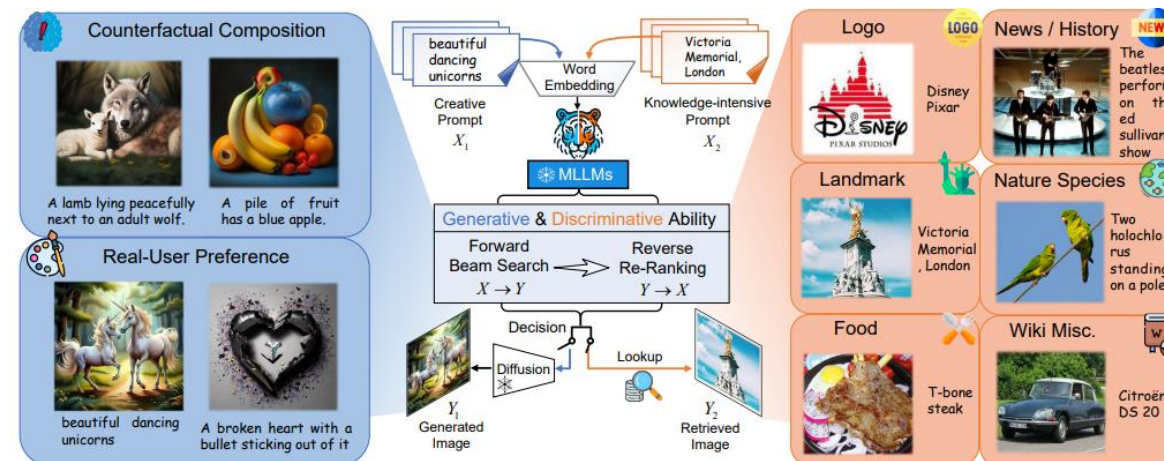 Counterfactual Composition
A lamb lying peacefully
next to an adult wolf.
A pile of fruit
has a blue apple.
Real-User Preference
beautiful dancing
unicorns
A broken heart with a
bullet sticking out of it
beautiful
dancing
unicorns
Creative
Prompt
X1
Word
Embedding
Victoria
Memorial,
London
Knowledge-intensive
Prompt
X2
MLLMs
Generative & Discriminative Ability
Forward
Beam Search
X → Y
Reverse
Re-Ranking
Y → X
Decision
Diffusion
Lookup
Y1
Generated
Image
Y2
Retrieved
Image
Logo
LOGO
DISNEY
PIXAR STUDIOS
Disney
Pixar
News / History
NEW
The
beatles
perform
on th
ed
sullivan
show
Landmark
Victoria
Memorial
, London
Nature Species
Two
holochlo
rus
standing
on a pole
Food
T-bone
steak
Wiki Misc.
W
Citroën
DS 20